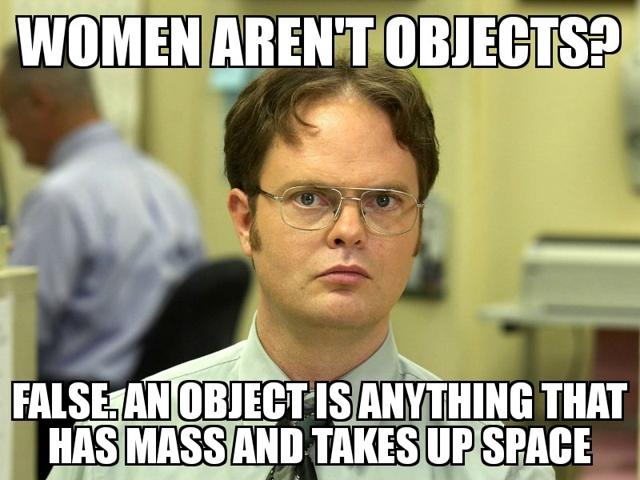 WOMEN AREN'T OBJECTS?
FALSE. AN OBJECT IS ANYTHING THAT
HAS MASS AND TAKES UP SPACE